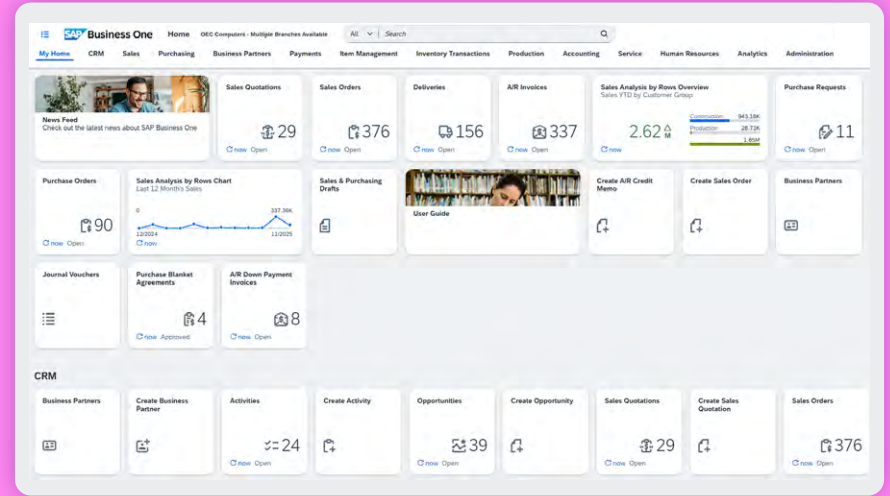 SAP Business One Home OEC Computers - Multiple Branches Available All Search
My Home CRM Sales Purchasing Business Partners Payments Item Management Inventory Transactions Production Accounting Service Human Resources Analytics Administration
News Feed
Check out the latest news about SAP Business One
Sales Quotations
29
now Open
Sales Orders
376
now Open
Deliveries
156
now Open
A/R Invoices
337
now Open
Sales Analysis by Rows Overview
Sales YTD by Customer Group
2.62 M
now
Construction 943.16K
Production 28.73K
1.65M
Purchase Requests
11
now Open
Purchase Orders
90
now Open
Sales Analysis by Rows Chart
Last 12 Month's Sales
0 337.36K
12/2024 11/2025
now
Sales & Purchasing
Drafts
User Guide
Create A/R Credit
Memo
Create Sales Order
Business Partners
Journal Vouchers
Purchase Blanket
Agreements
4
now Approved
A/R Down Payment
Invoices
8
now Open
CRM
Business Partners
Create Business
Partner
Activities
24
now Open
Create Activity
Opportunities
39
now Open
Create Opportunity
Sales Quotations
29
now Open
Create Sales
Quotation
Sales Orders
376
now Open